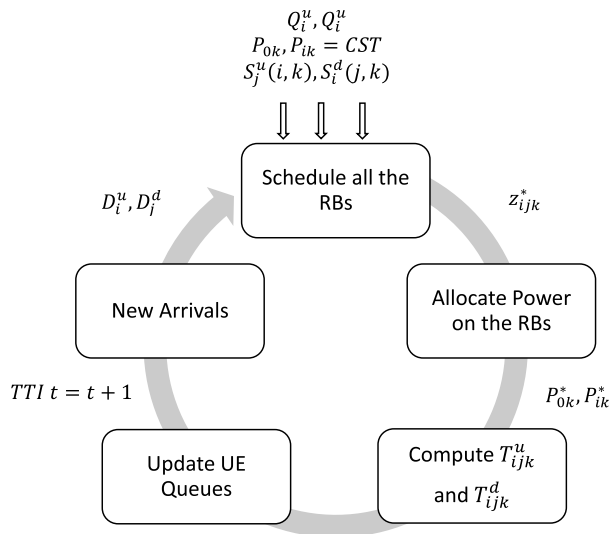 $Q_i^u, Q_i^u$
$P_{0k}, P_{ik} = CST$
$S_j^u(i,k), S_i^d(j,k)$
Schedule all the
RBs
$z_{ijk}^*$
Allocate Power
on the RBs
$P_{0k}^*, P_{ik}^*$
Compute $T_{ijk}^u$
and $T_{ijk}^d$
Update UE
Queues
$TTI\ t = t + 1$
New Arrivals
$D_i^u, D_j^d$